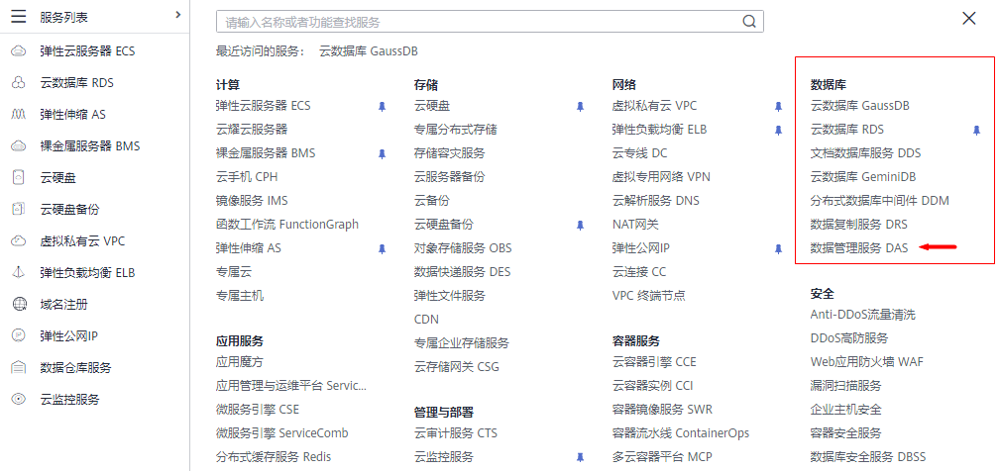 服务列表
弹性云服务器 ECS
云数据库 RDS
弹性伸缩 AS
裸金属服务器 BMS
云硬盘
云硬盘备份
虚拟私有云 VPC
弹性负载均衡 ELB
域名注册
弹性公网IP
数据仓库服务
云监控服务
请输入名称或者功能查找服务
最近访问的服务： 云数据库 GaussDB
计算
弹性云服务器 ECS
云耀云服务器
裸金属服务器 BMS
云手机 CPH
镜像服务 IMS
函数工作流 FunctionGraph
弹性伸缩 AS
专属云
专属主机
应用服务
应用魔方
应用管理与运维平台 Servic...
微服务引擎 CSE
微服务引擎 ServiceComb
分布式缓存服务 Redis
存储
云硬盘
专属分布式存储
存储容灾服务
云服务器备份
云备份
云硬盘备份
对象存储服务 OBS
数据快递服务 DES
弹性文件服务
CDN
专属企业存储服务
云存储网关 CSG
管理与部署
云审计服务 CTS
云监控服务
网络
虚拟私有云 VPC
弹性负载均衡 ELB
云专线 DC
虚拟专用网络 VPN
云解析服务 DNS
NAT网关
弹性公网IP
云连接 CC
VPC 终端节点
容器服务
云容器引擎 CCE
云容器实例 CCI
容器镜像服务 SWR
容器流水线 ContainerOps
多云容器平台 MCP
数据库
云数据库 GaussDB
云数据库 RDS
文档数据库服务 DDS
云数据库 GeminiDB
分布式数据库中间件 DDM
数据复制服务 DRS
数据管理服务 DAS
安全
Anti-DDoS流量清洗
DDoS高防服务
Web应用防火墙 WAF
漏洞扫描服务
企业主机安全
容器安全服务
数据库安全服务 DBSS